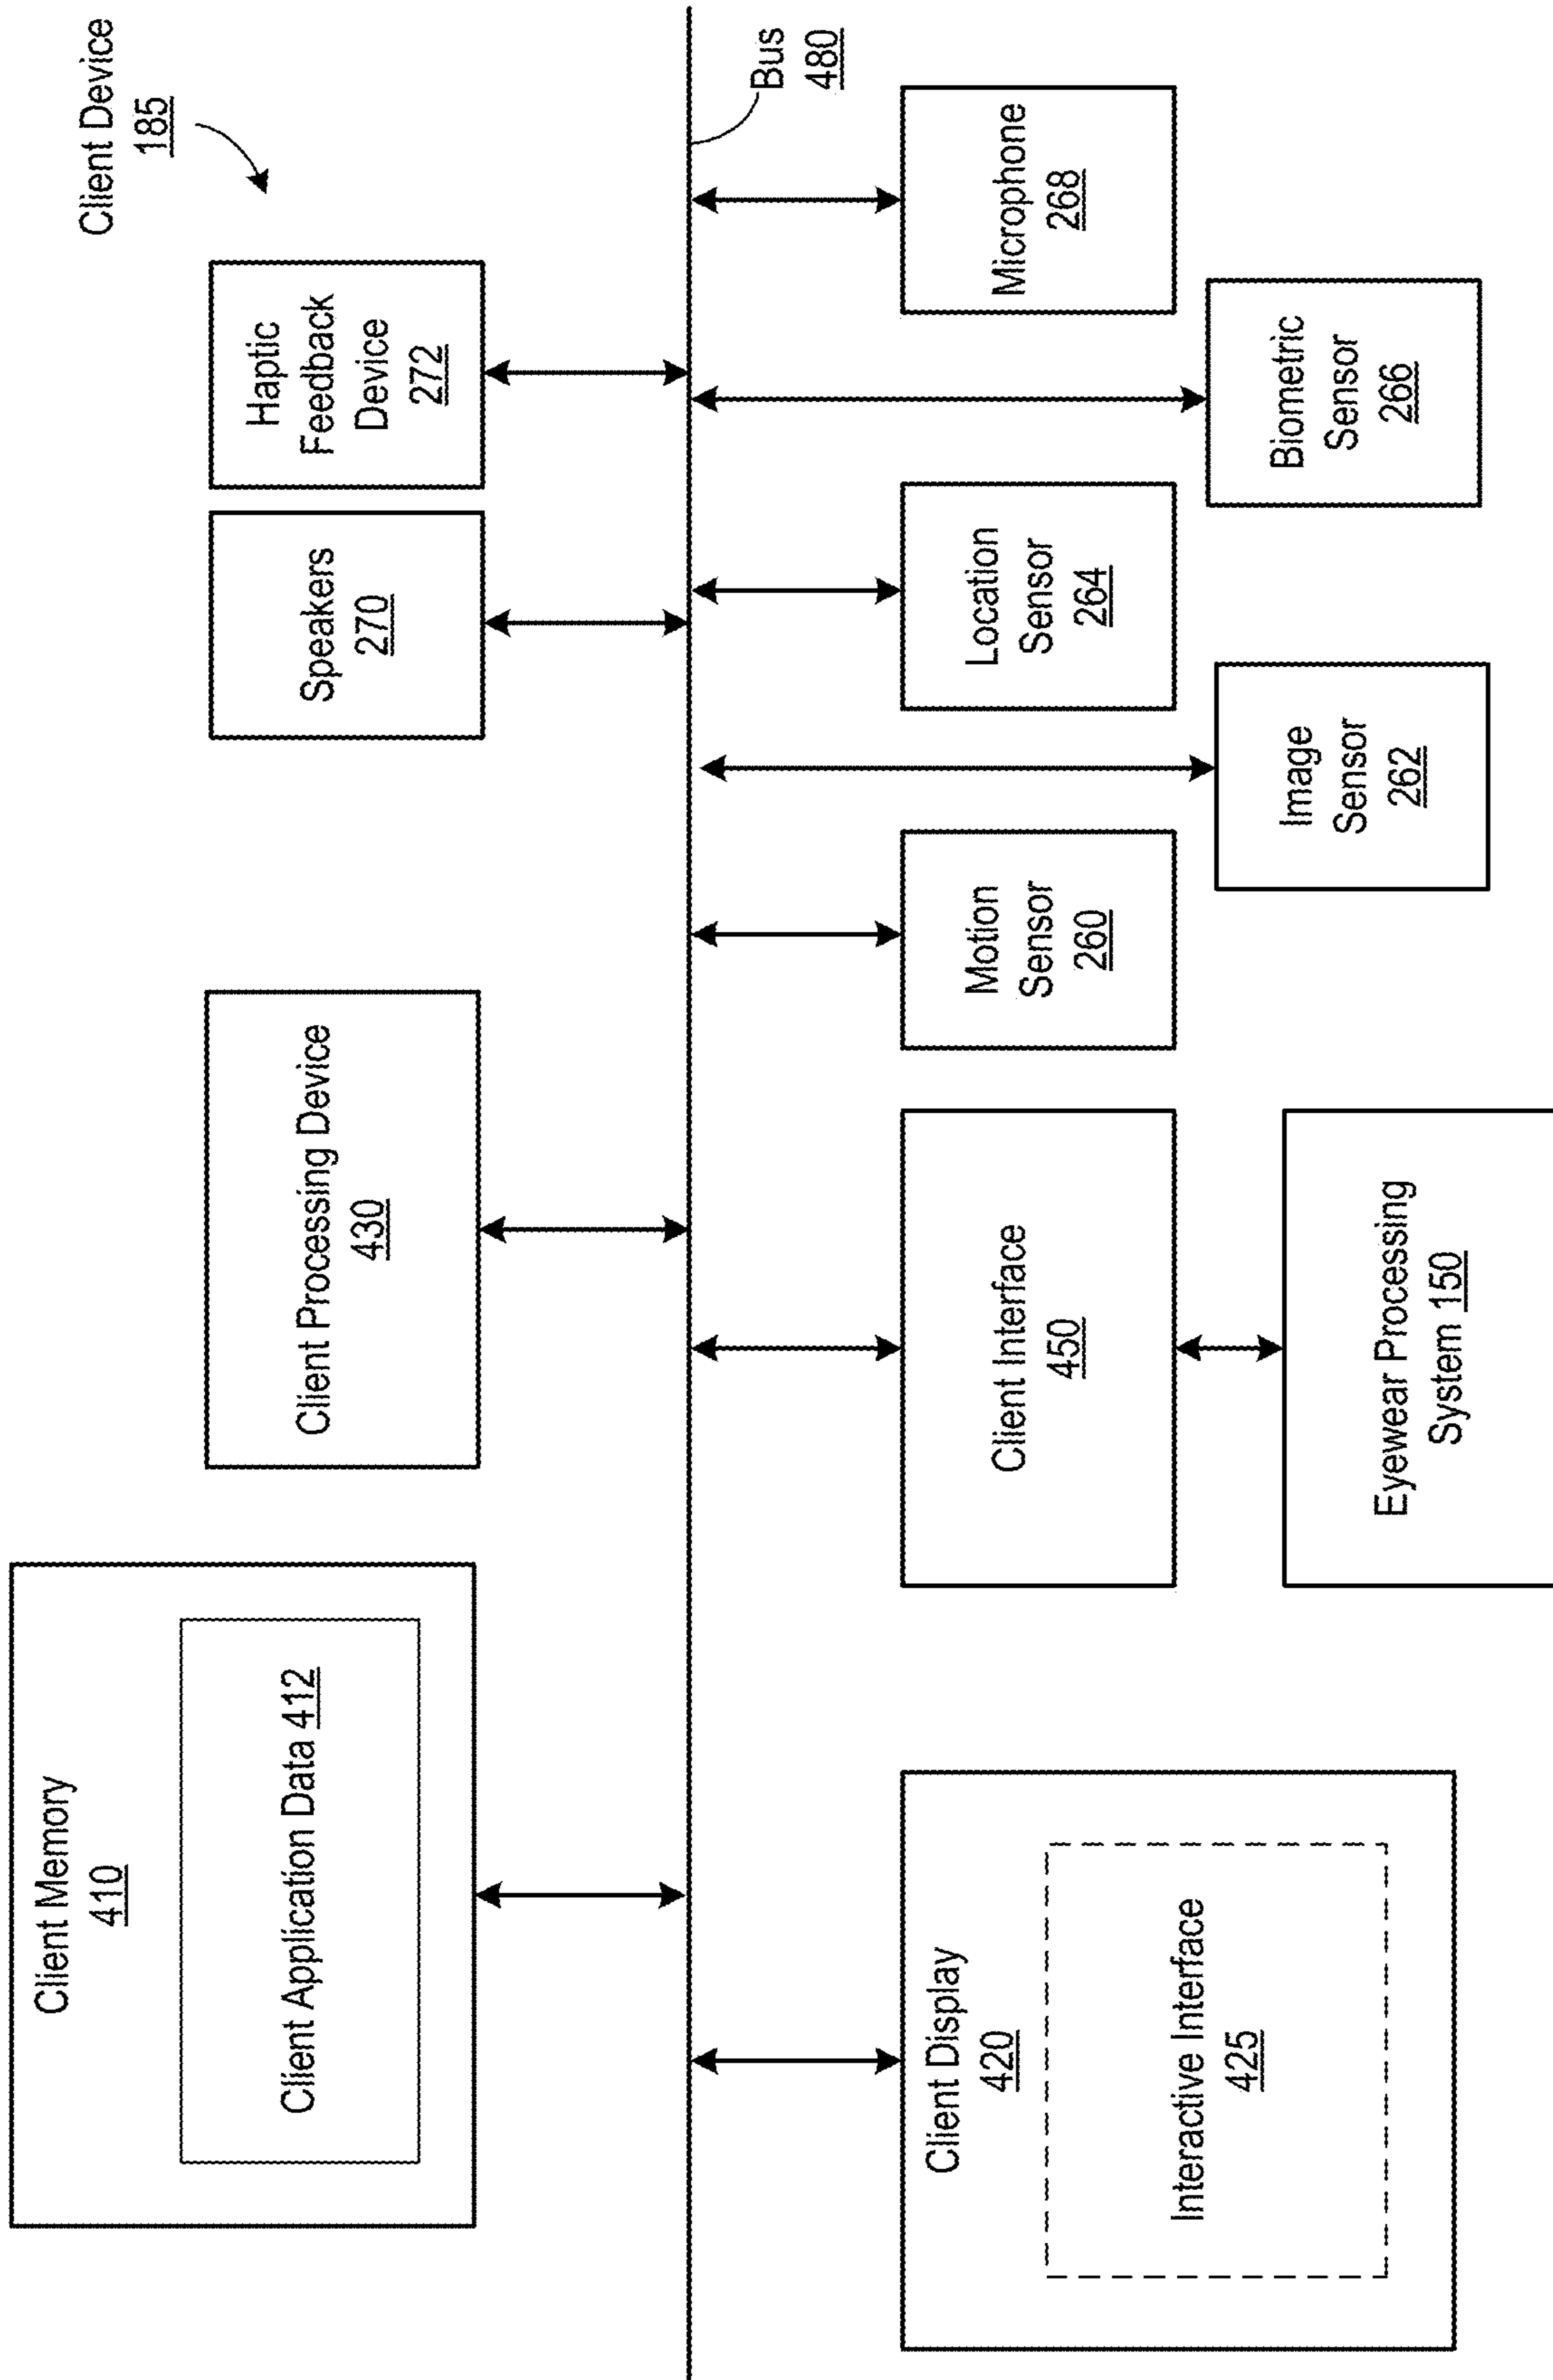 Client Device
185
Client Memory
410
Client Application Data 412
Client Processing Device
430
Speakers
270
Haptic
Feedback
Device
272
Bus
480
Client Display
420
Interactive Interface
425
Client Interface
450
Eyewear Processing
System 150
Motion
Sensor
260
Image
Sensor
262
Location
Sensor
264
Biometric
Sensor
266
Microphone
268